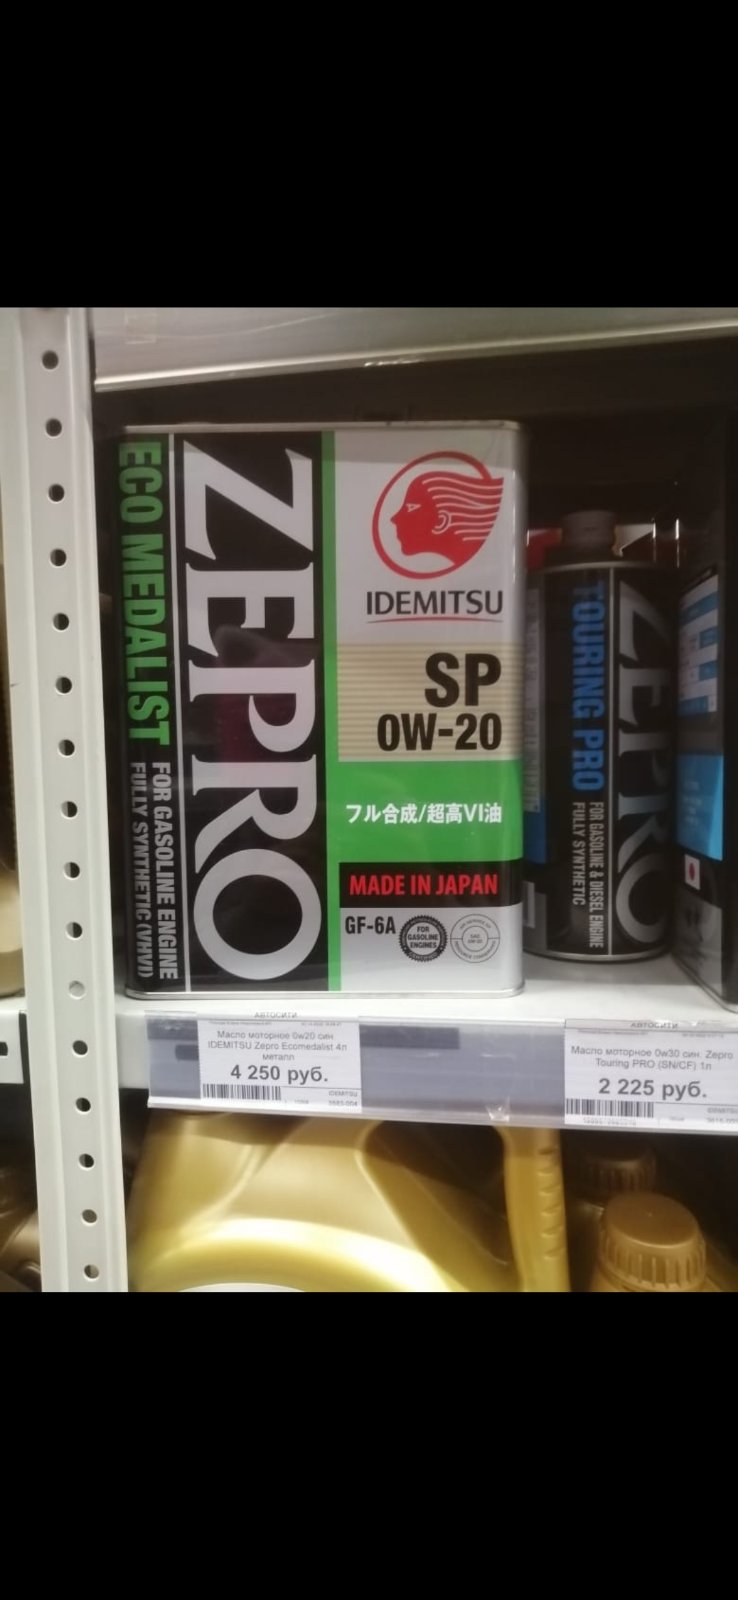 ECO MEDALIST
FOR GASOLINE ENGINE
FULLY SYNTHETIC (VHVI)
ZEPRO
IDEMITSU
SP
0W-20
フル合成/超高VI油
MADE IN JAPAN
GF-6A
FOR
GASOLINE
ENGINES
TOURING PRO
FOR GASOLINE & DIESEL ENGINE
FULLY SYNTHETIC
ZEPRO
АВТОСИТИ
Масло моторное 0w20 син
IDEMITSU Zepro Ecomedalist 4л
металл
4 250 руб.
IDEMITSU
3583-004
АВТОСИТИ
Масло моторное 0w30 син. Zepro
Touring PRO (SN/CF) 1л
2 225 руб.
IDEMITSU